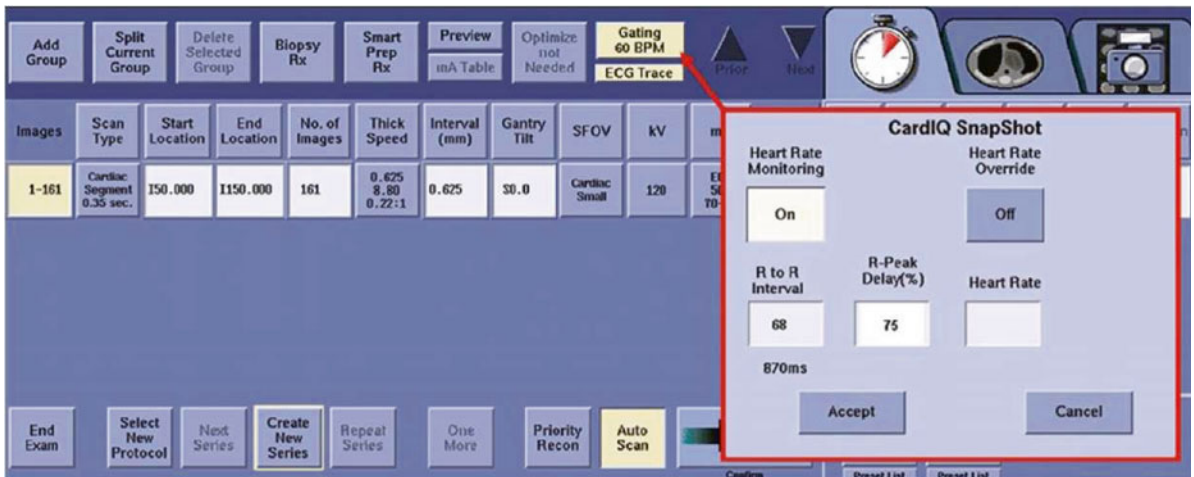 Add
Group
Split
Current
Group
Delete
Selected
Group
Biopsy
Rx
Smart
Prep
Rx
Preview
mA Table
Optimize
not
Needed
Gating
60 BPM
ECG Trace
Prior
Next
Images
Scan
Type
Start
Location
End
Location
No. of
Images
Thick
Speed
Interval
(mm)
Gantry
Tilt
SFOV
kV
1-161
Cardiac
Segment
0.35 sec.
I50.000
I150.000
161
0.625
8.80
0.22:1
0.625
S0.0
Cardiac
Small
120
CardIQ SnapShot
Heart Rate
Monitoring
On
Heart Rate
Override
Off
R to R
Interval
68
870ms
R-Peak
Delay(%)
75
Heart Rate
Accept
Cancel
End
Exam
Select
New
Protocol
Next
Series
Create
New
Series
Repeat
Series
One
More
Priority
Recon
Auto
Scan
Confirm